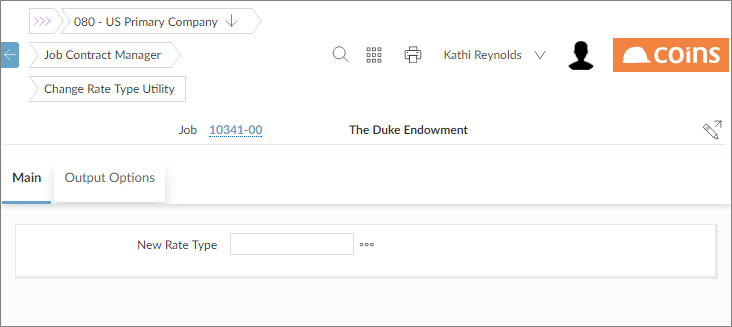 080 - US Primary Company
Job Contract Manager
Kathi Reynolds
coins
Change Rate Type Utility
Job 10341-00 The Duke Endowment
Main Output Options
New Rate Type